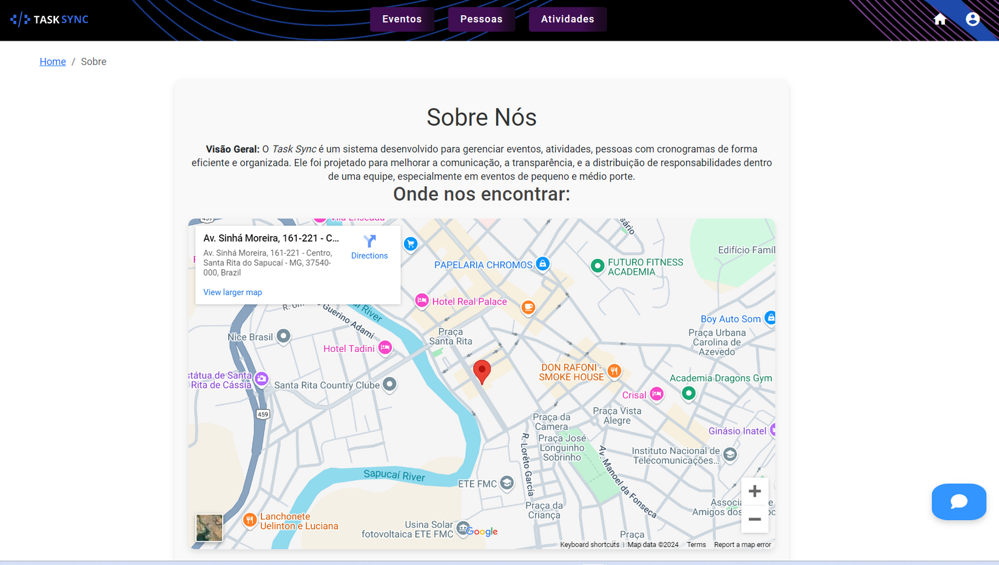 TASK SYNC
Eventos
Pessoas
Atividades
Home / Sobre
Sobre Nós
Visão Geral: O Task Sync é um sistema desenvolvido para gerenciar eventos, atividades, pessoas com cronogramas de forma
eficiente e organizada. Ele foi projetado para melhorar a comunicação, a transparência, e a distribuição de responsabilidades dentro
de uma equipe, especialmente em eventos de pequeno e médio porte.
Onde nos encontrar:
Av. Sinhá Moreira, 161-221 - C...
Av. Sinhá Moreira, 161-221 - Centro,
Santa Rita do Sapucaí - MG, 37540-
000, Brazil
Directions
View larger map
PAPELARIA CHROMOS
FUTURO FITNESS
ACADEMIA
Edifício Famíl
Hotel Real Palace
River
Guerino Adami
Boy Auto Som
Nice Brasil
Praça
Santa Rita
Praça Urbana
Carolina de
Azevedo
Hotel Tadini
státua de Santa
Rita de Cássia
Santa Rita Country Clube
DON RAFONI -
SMOKE HOUSE
Academia Dragons Gym
Crisal
459
Praça da
Camera
Praça Vista
Alegre
Ginásio Inatel
Praça José
Longuinho
Sobrinho
R. Lorêto García
Av. Manoel da Fonseca
Instituto Nacional de
Telecomunicações...
Sapucaí River
ETE FMC
Praça da
Criança
Associa
Amigos dos
Lanchonete
Uelinton e Luciana
Usina Solar
fotovoltaica ETE FMC
Google
Praça
Keyboard shortcuts
Map data ©2024
Terms
Report a map error